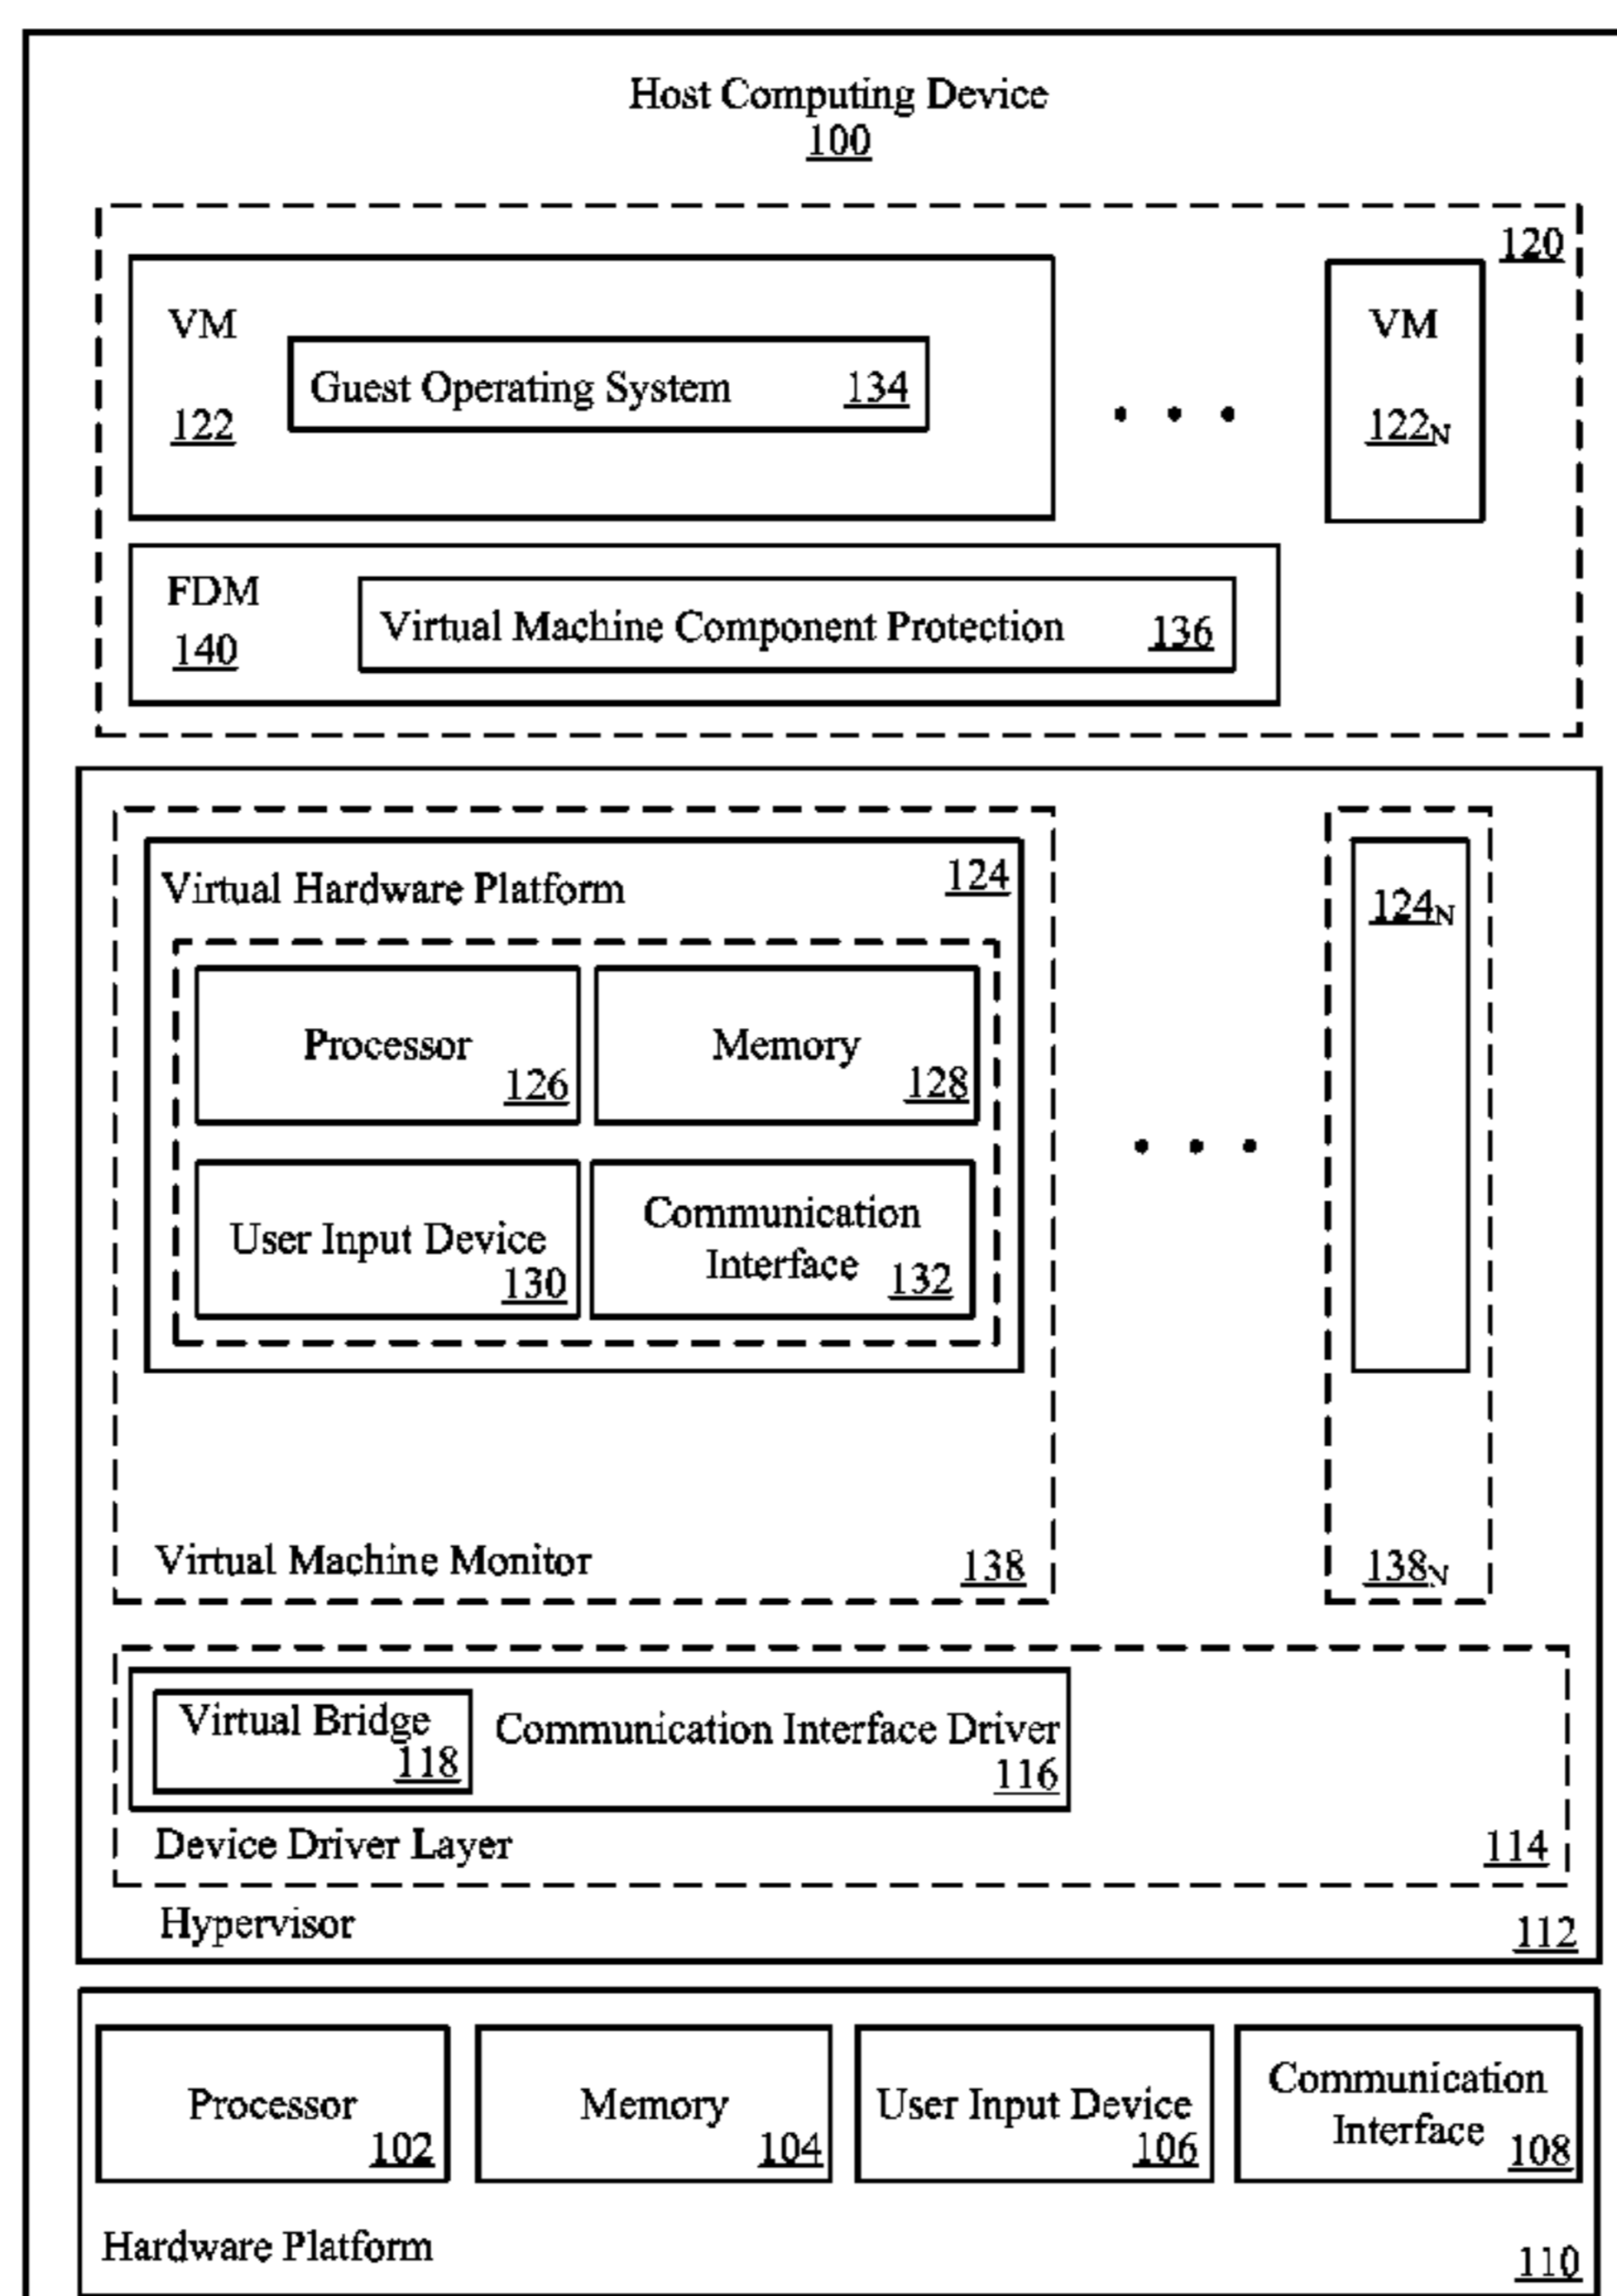 Host Computing Device
100
120
VM
122
Guest Operating System 134
VM
122N
FDM
140
Virtual Machine Component Protection 136
Virtual Hardware Platform 124
124N
Processor
126
Memory
128
User Input Device
130
Communication
Interface 132
Virtual Machine Monitor 138
138N
Virtual Bridge
118
Communication Interface Driver
116
Device Driver Layer 114
Hypervisor 112
Processor
102
Memory
104
User Input Device
106
Communication
Interface 108
Hardware Platform 110